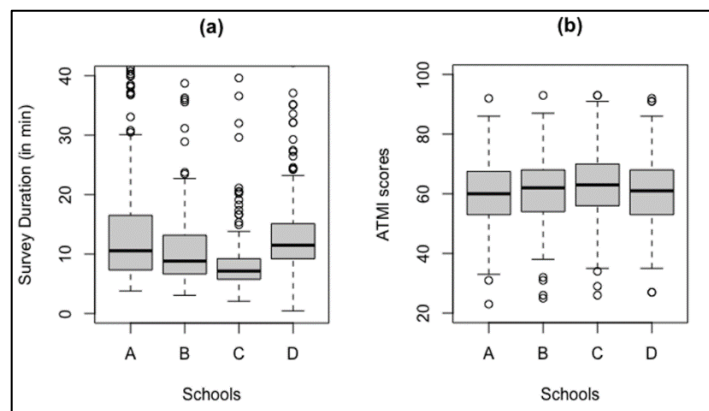 (a)
Survey Duration (in min)
40
30
20
10
0
A B C D
Schools
(b)
ATMI scores
100
80
60
40
20
A B C D
Schools